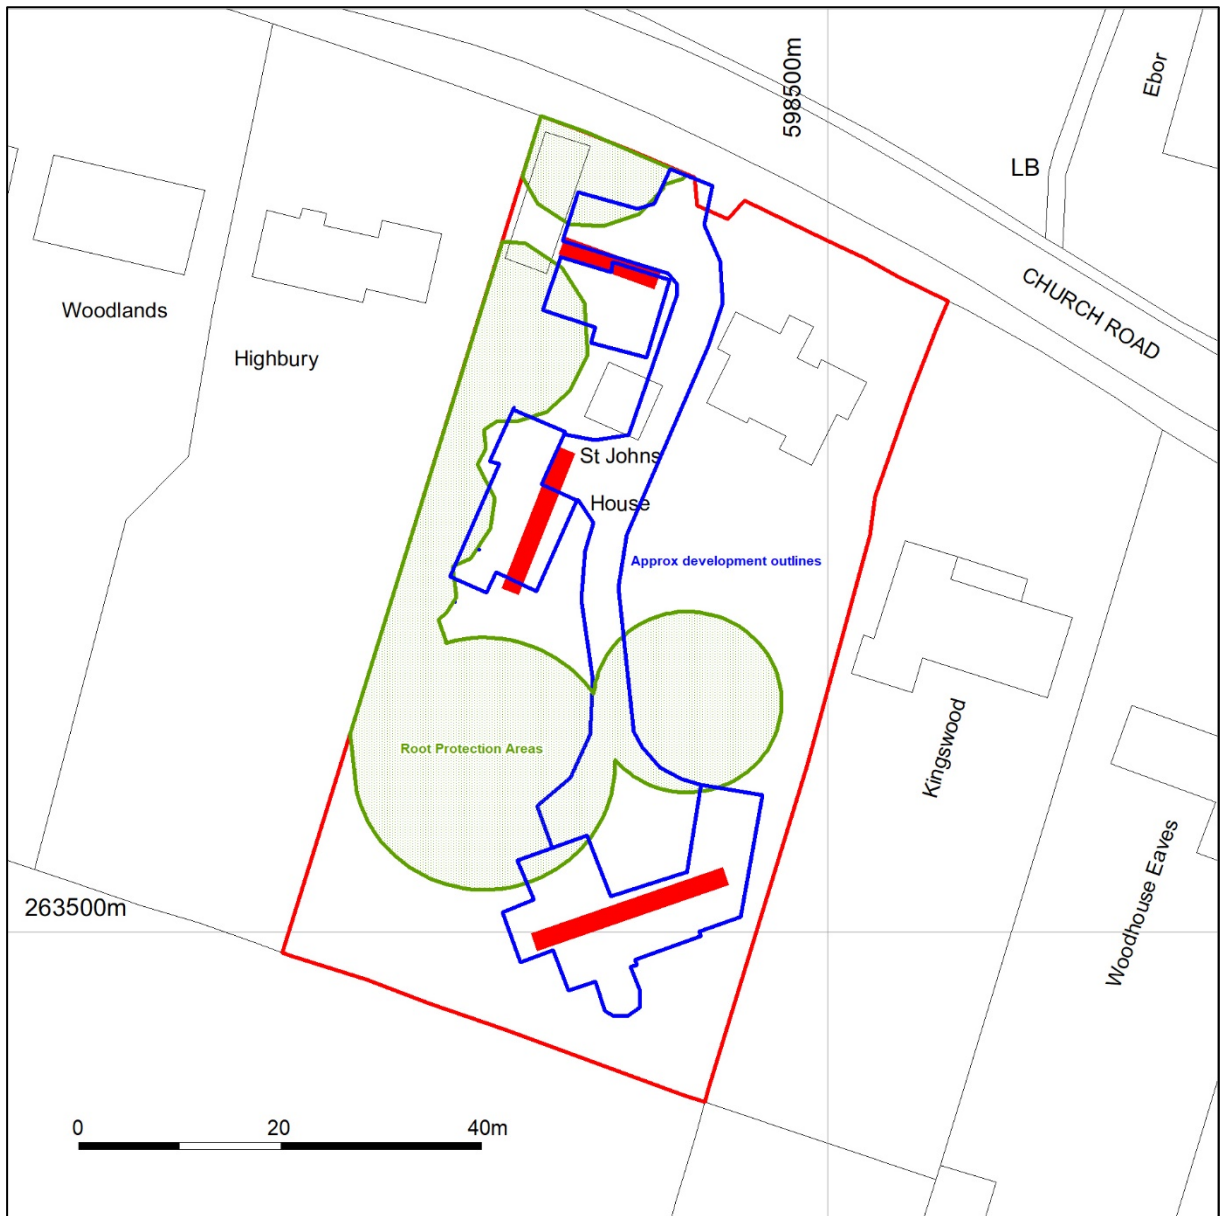 598500m
Ebor
LB
CHURCH ROAD
Woodlands
Highbury
St Johns
House
Approx development outlines
Root Protection Areas
Kingswood
Woodhouse Eaves
263500m
0 20 40m